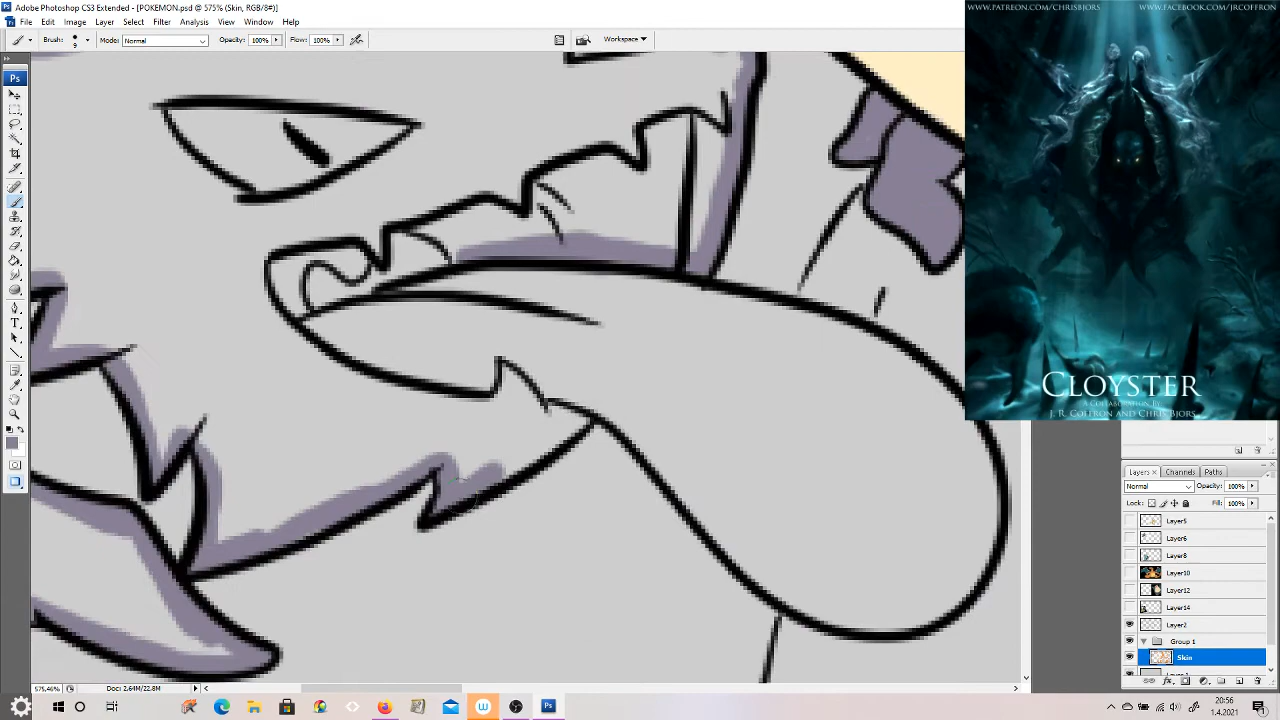 Adobe Photoshop CS3 Extended - [POKEMON.psd @ 575% (Skin, RGB/8#)]
File Edit Image Layer Select Filter Analysis View Window Help
Brush: 9 Mode: Normal Opacity: 100% Flow: 100% Workspace
WWW.PATREON.COM/CHRISBJORS WWW.FACEBOOK.COM/JRCOFFRON
Ps
CLOYSTER
A COLLABORATION BY
J. R. COFFRON AND CHRIS BJORS
Layers Channels Paths
Normal Opacity: 100%
Lock: Fill: 100%
Layer5
Layer6
Layer8
Layer10
Layer12
Layer14
Layer2
Group 1
Skin
575,46% Doc: 2.64M/22.8M
20:56
1.4.2021